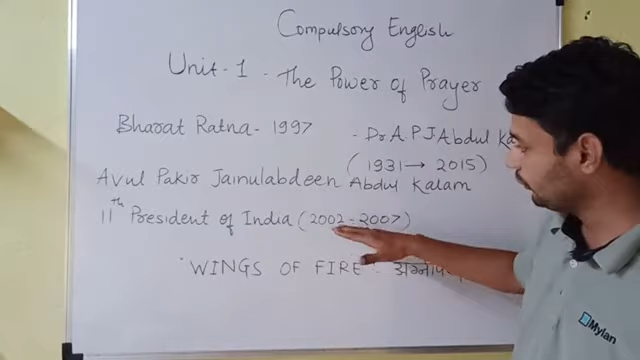 Compulsory English
Unit-1 - The Power of Prayer
Bharat Ratna - 1997 - Dr A P J Abdul
(1931 → 2015)
Avul Pakir Jainulabdeen Abdul Kalam
11th President of India (2002-2007)
WINGS OF FIRE -
Mylan